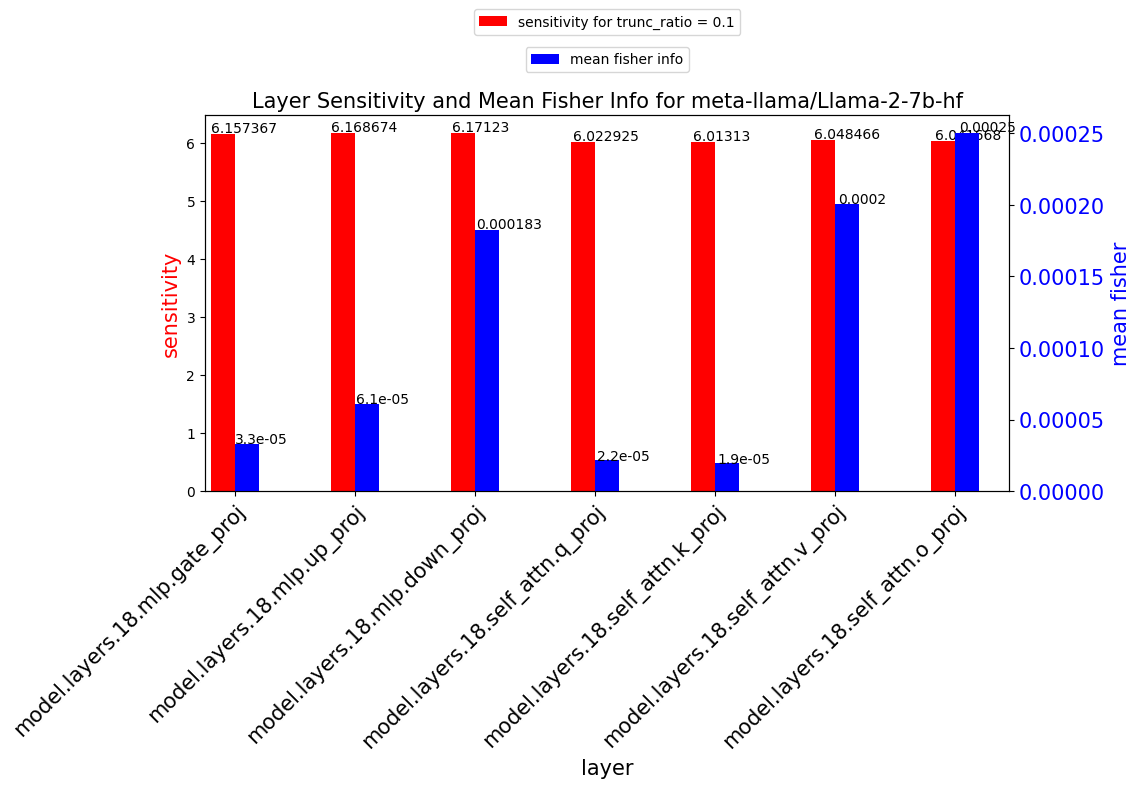 sensitivity for trunc_ratio = 0.1
mean fisher info
Layer Sensitivity and Mean Fisher Info for meta-llama/Llama-2-7b-hf
6.157367
6.168674
6.17123
6.022925
6.01313
6.048466
0.00025
3.3e-05
6.1e-05
0.000183
2.2e-05
1.9e-05
0.0002
sensitivity
6
5
4
3
2
1
0
mean fisher
0.00025
0.00020
0.00015
0.00010
0.00005
0.00000
model.layers.18.mlp.gate_proj
model.layers.18.mlp.up_proj
model.layers.18.mlp.down_proj
model.layers.18.self_attn.q_proj
model.layers.18.self_attn.k_proj
model.layers.18.self_attn.v_proj
model.layers.18.self_attn.o_proj
layer